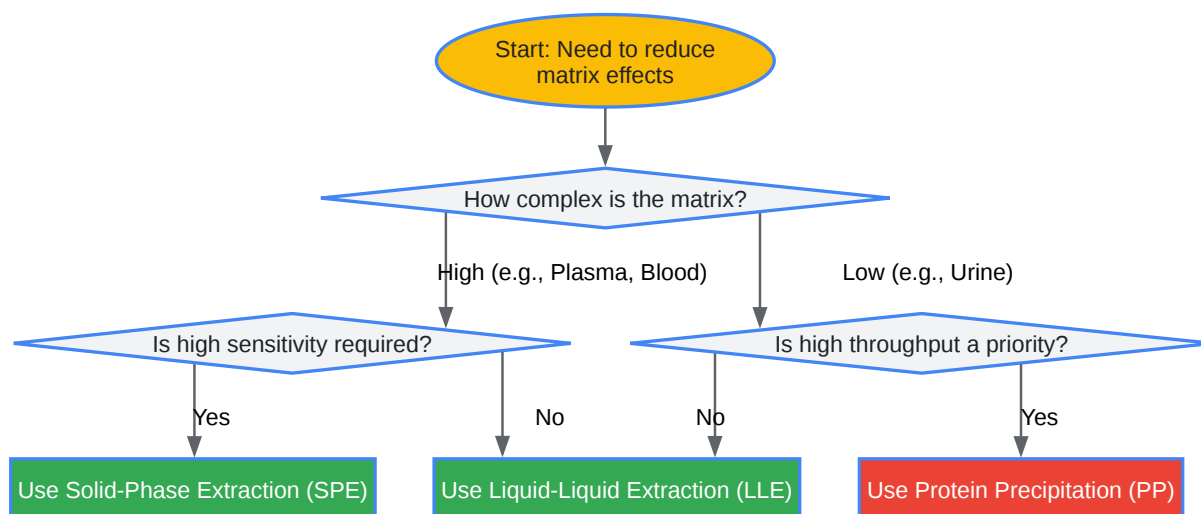 Start: Need to reduce
matrix effects
How complex is the matrix?
High (e.g., Plasma, Blood)
Low (e.g., Urine)
Is high sensitivity required?
Is high throughput a priority?
Yes
No
No
Yes
Use Solid-Phase Extraction (SPE)
Use Liquid-Liquid Extraction (LLE)
Use Protein Precipitation (PP)